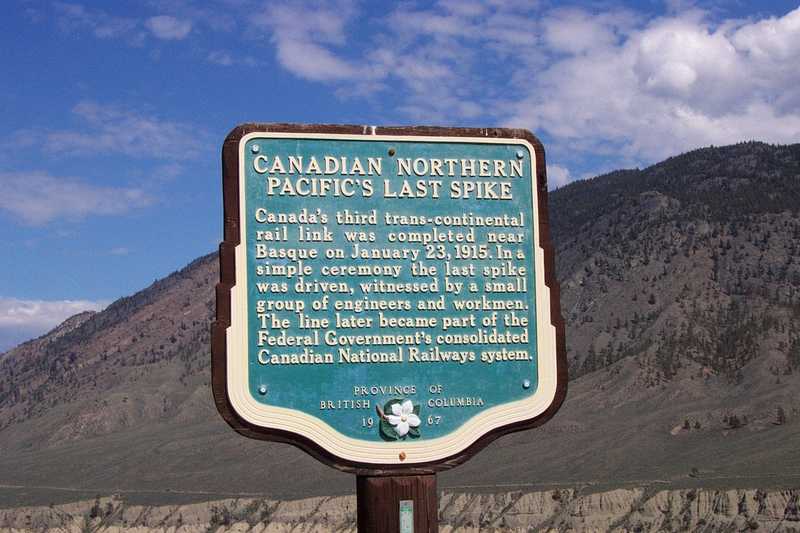 CANADIAN NORTHERN
PACIFIC'S LAST SPIKE
Canada's third trans-continental
rail link was completed near
Basque on January 23, 1915. In a
simple ceremony the last spike
was driven, witnessed by a small
group of engineers and workmen.
The line later became part of the
Federal Government's consolidated
Canadian National Railways system.
PROVINCE OF
BRITISH COLUMBIA
19 67